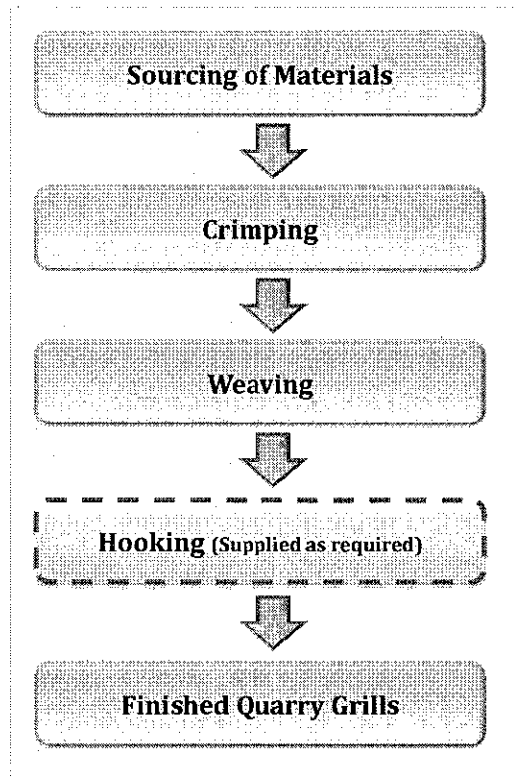 Sourcing of Materials
Crimping
Weaving
Hooking (Supplied as required)
Finished Quarry Grills